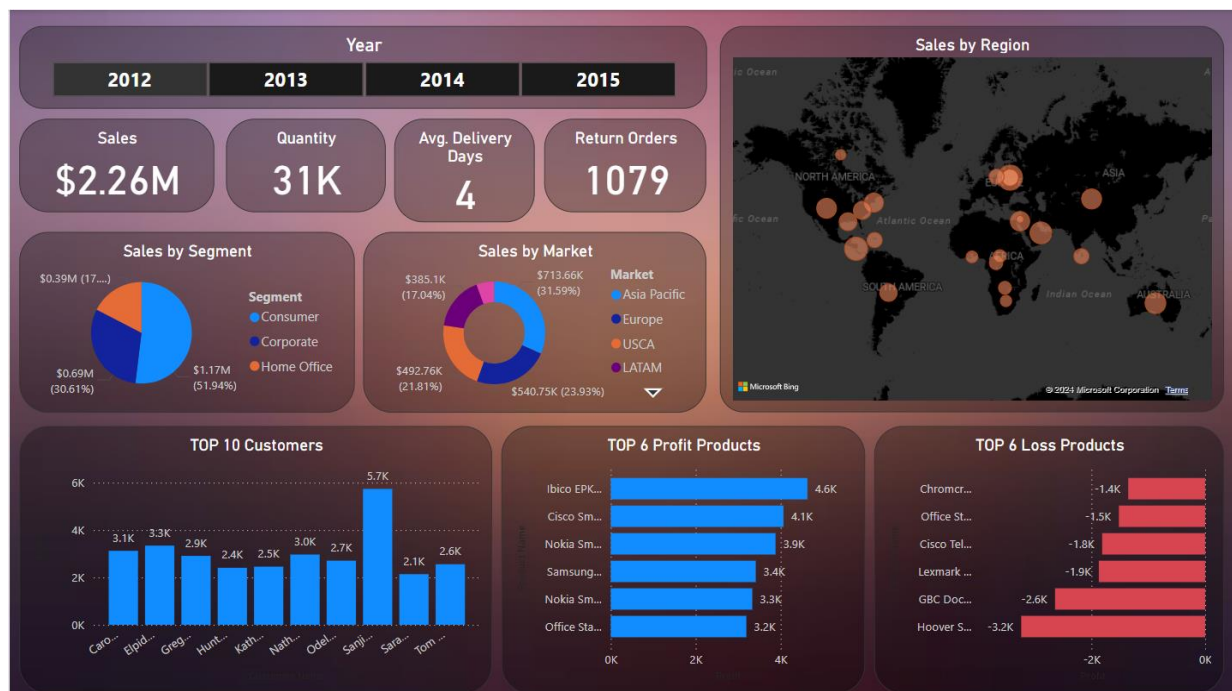 Year
2012
2013
2014
2015
Sales
$2.26M
Quantity
31K
Avg. Delivery
Days
4
Return Orders
1079
Sales by Region
ic Ocean
A
NORTH AMERICA
ASIA
fic Ocean
Atlantic Ocean
Pa
AFRICA
SOUTH AMERICA
Indian Ocean
AUSTRALIA
Microsoft Bing
© 2024 Microsoft Corporation Terms
Sales by Segment
$0.39M (17....)
$0.69M
(30.61%)
$1.17M
(51.94%)
Segment
Consumer
Corporate
Home Office
Sales by Market
$385.1K
(17.04%)
$713.66K
(31.59%)
$492.76K
(21.81%)
$540.75K (23.93%)
Market
Asia Pacific
Europe
USCA
LATAM
TOP 10 Customers
6K
4K
2K
0K
3.1K
3.3K
2.9K
2.4K
2.5K
3.0K
2.7K
5.7K
2.1K
2.6K
Caro...
Elpid...
Greg...
Hunt...
Kath...
Nath...
Odel...
Sanji...
Sara...
Tom ...
TOP 6 Profit Products
Ibico EPK... 4.6K
Cisco Sm... 4.1K
Nokia Sm... 3.9K
Samsung... 3.4K
Nokia Sm... 3.3K
Office Sta... 3.2K
0K 2K 4K
TOP 6 Loss Products
Chromcr... -1.4K
Office St... -1.5K
Cisco Tel... -1.8K
Lexmark ... -1.9K
GBC Doc... -2.6K
Hoover S... -3.2K
-2K 0K